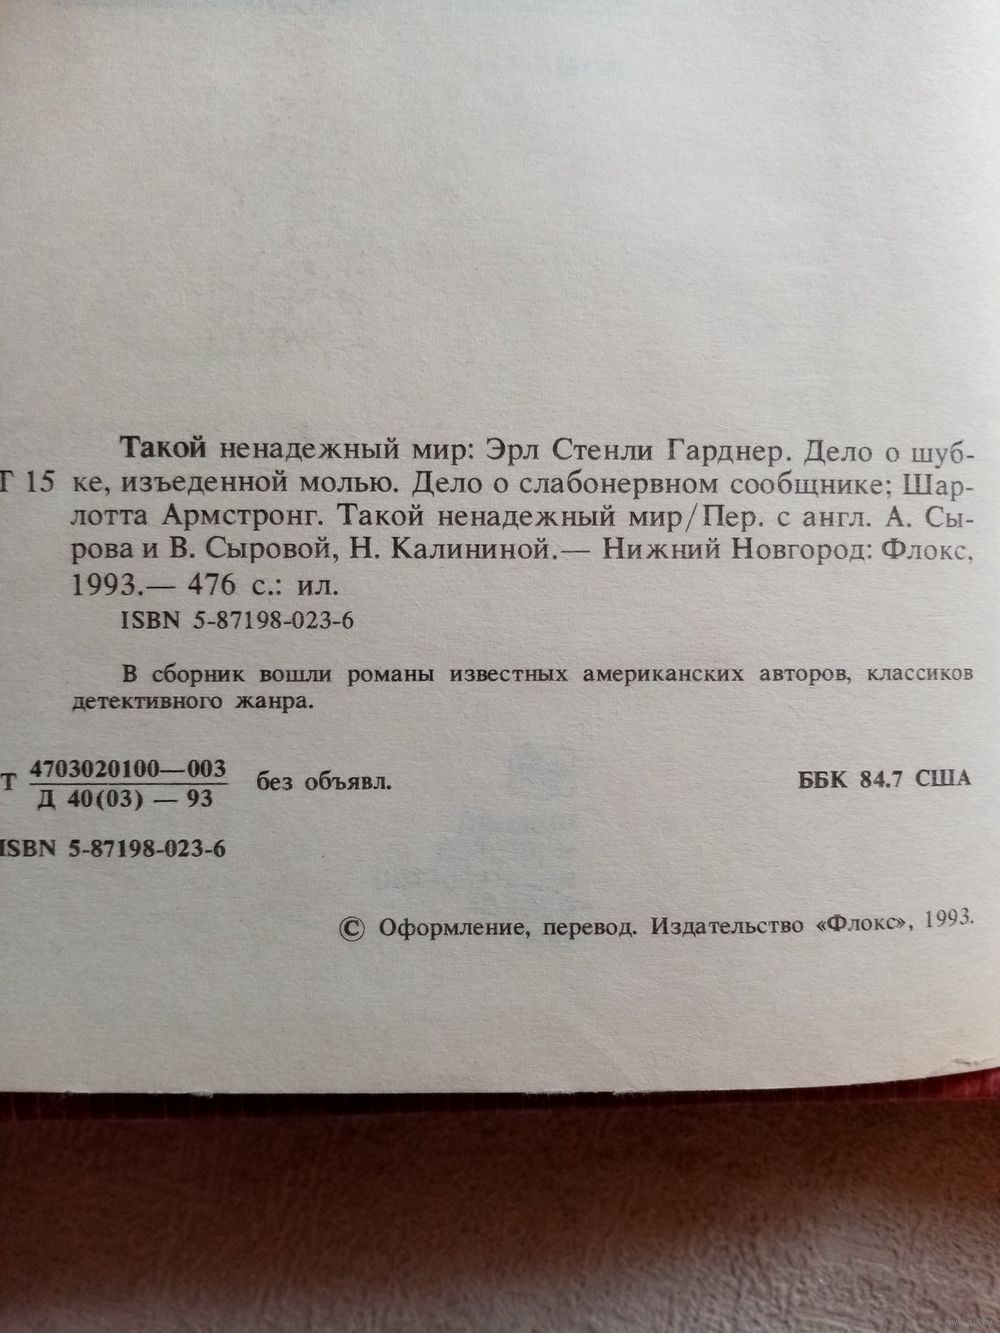 Такой ненадежный мир: Эрл Стенли Гарднер. Дело о шуб-
Т 15 ке, изъеденной молью. Дело о слабонервном сообщнике; Шар-
лотта Армстронг. Такой ненадежный мир/Пер. с англ. А. Сы-
рова и В. Сыровой, Н. Калининой.— Нижний Новгород: Флокс,
1993.— 476 с.: ил.
ISBN 5-87198-023-6
В сборник вошли романы известных американских авторов, классиков
детективного жанра.
Т 4703020100—003 без объявл. ББК 84.7 США
Д 40(03) — 93
ISBN 5-87198-023-6
© Оформление, перевод. Издательство «Флокс», 1993.